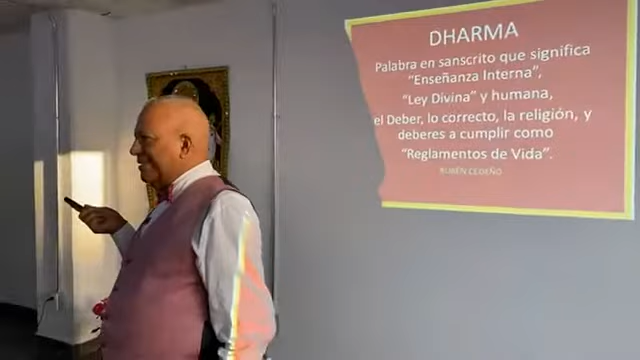 DHARMA
Palabra en sanscrito que significa
"Enseñanza Interna",
"Ley Divina" y humana,
el Deber, lo correcto, la religión, y
deberes a cumplir como
"Reglamentos de Vida".
RUBÉN CEDEÑO